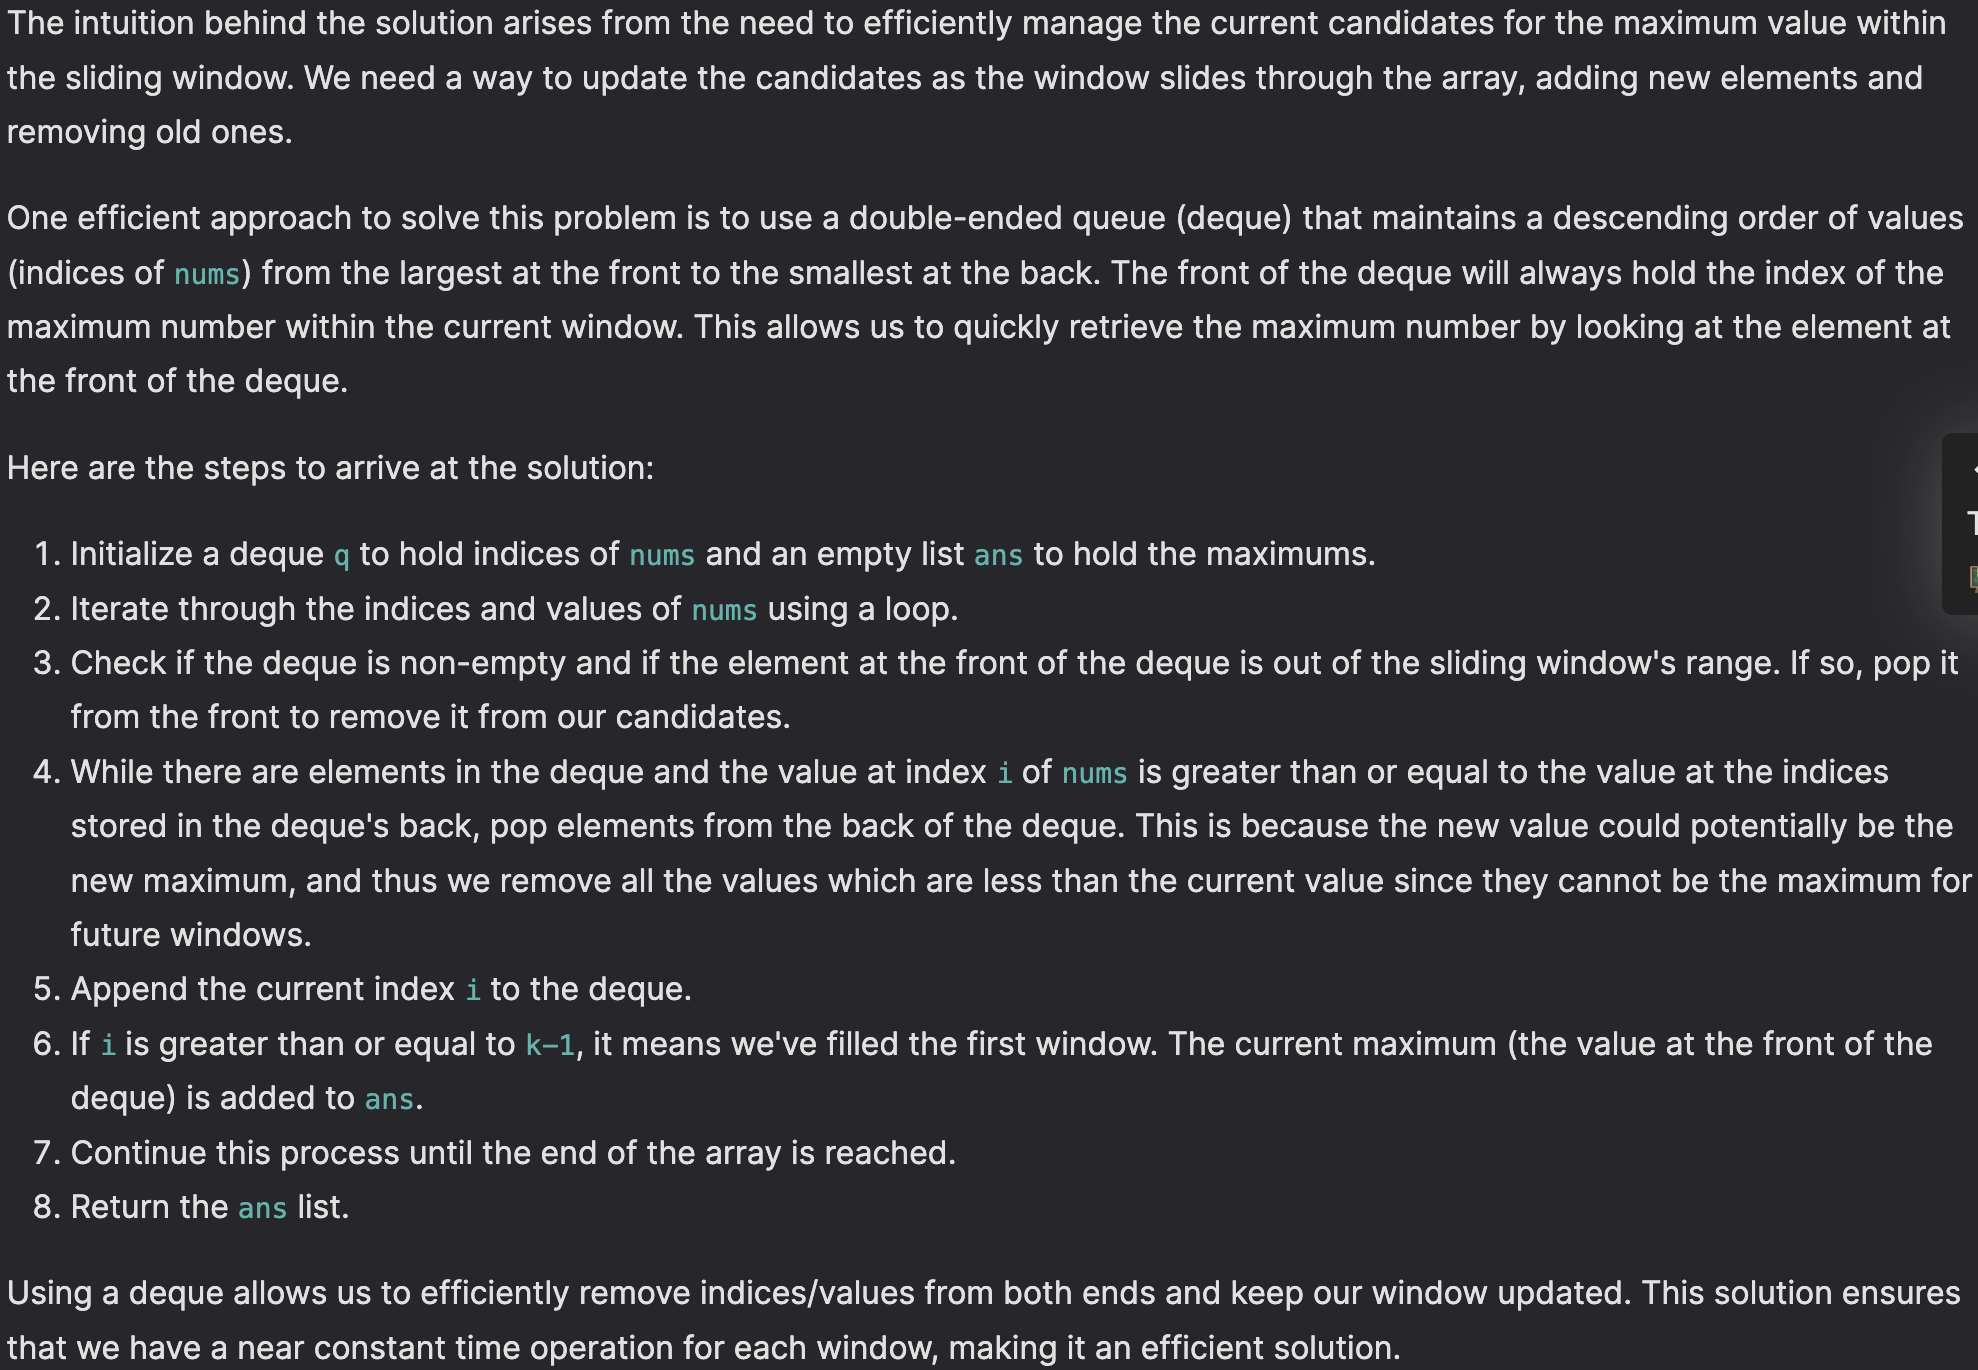 The intuition behind the solution arises from the need to efficiently manage the current candidates for the maximum value within
the sliding window. We need a way to update the candidates as the window slides through the array, adding new elements and
removing old ones.
One efficient approach to solve this problem is to use a double-ended queue (deque) that maintains a descending order of values
(indices of nums) from the largest at the front to the smallest at the back. The front of the deque will always hold the index of the
maximum number within the current window. This allows us to quickly retrieve the maximum number by looking at the element at
the front of the deque.
Here are the steps to arrive at the solution:
1. Initialize a deque q to hold indices of nums and an empty list ans to hold the maximums.
2. Iterate through the indices and values of nums using a loop.
3. Check if the deque is non-empty and if the element at the front of the deque is out of the sliding window's range. If so, pop it
from the front to remove it from our candidates.
4. While there are elements in the deque and the value at index i of nums is greater than or equal to the value at the indices
stored in the deque's back, pop elements from the back of the deque. This is because the new value could potentially be the
new maximum, and thus we remove all the values which are less than the current value since they cannot be the maximum for
future windows.
5. Append the current index i to the deque.
6. If i is greater than or equal to k-1, it means we've filled the first window. The current maximum (the value at the front of the
deque) is added to ans.
7. Continue this process until the end of the array is reached.
8. Return the ans list.
Using a deque allows us to efficiently remove indices/values from both ends and keep our window updated. This solution ensures
that we have a near constant time operation for each window, making it an efficient solution.